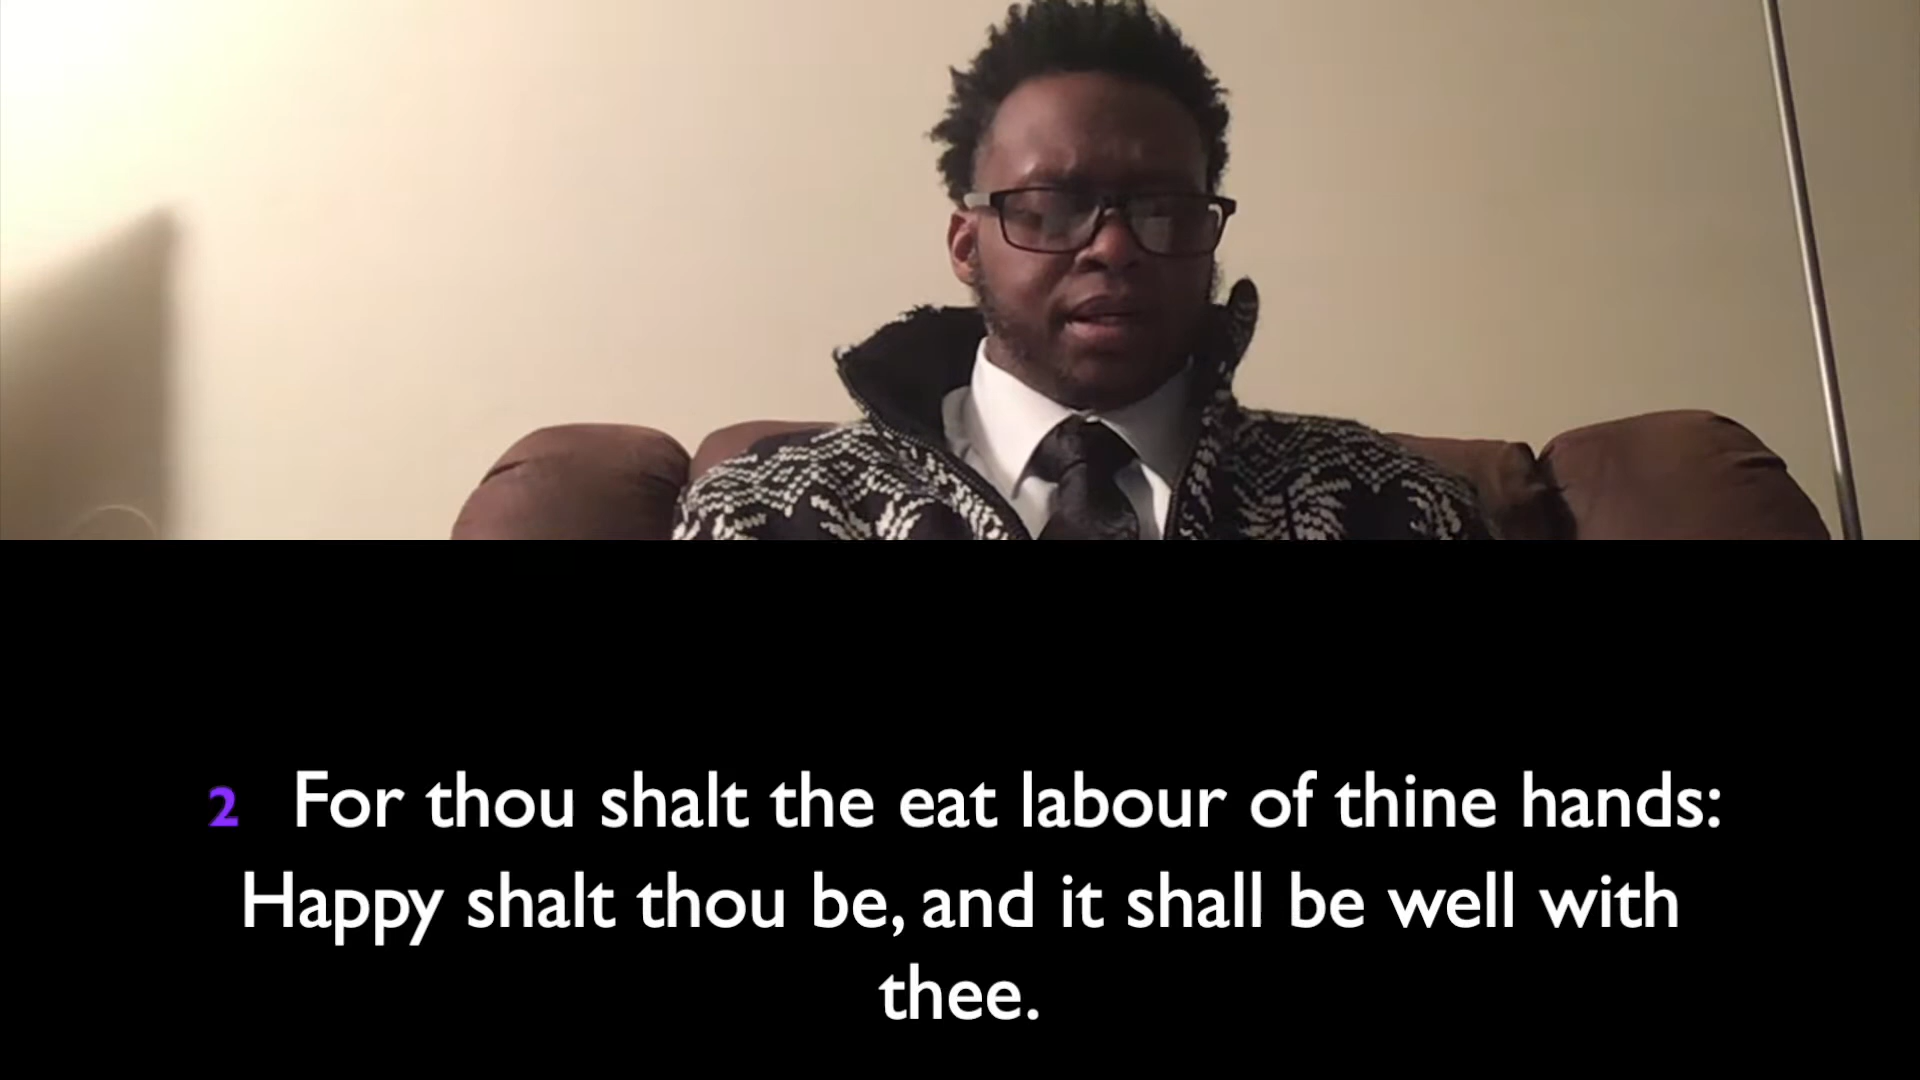 2 For thou shalt the eat labour of thine hands:
Happy shalt thou be, and it shall be well with
thee.